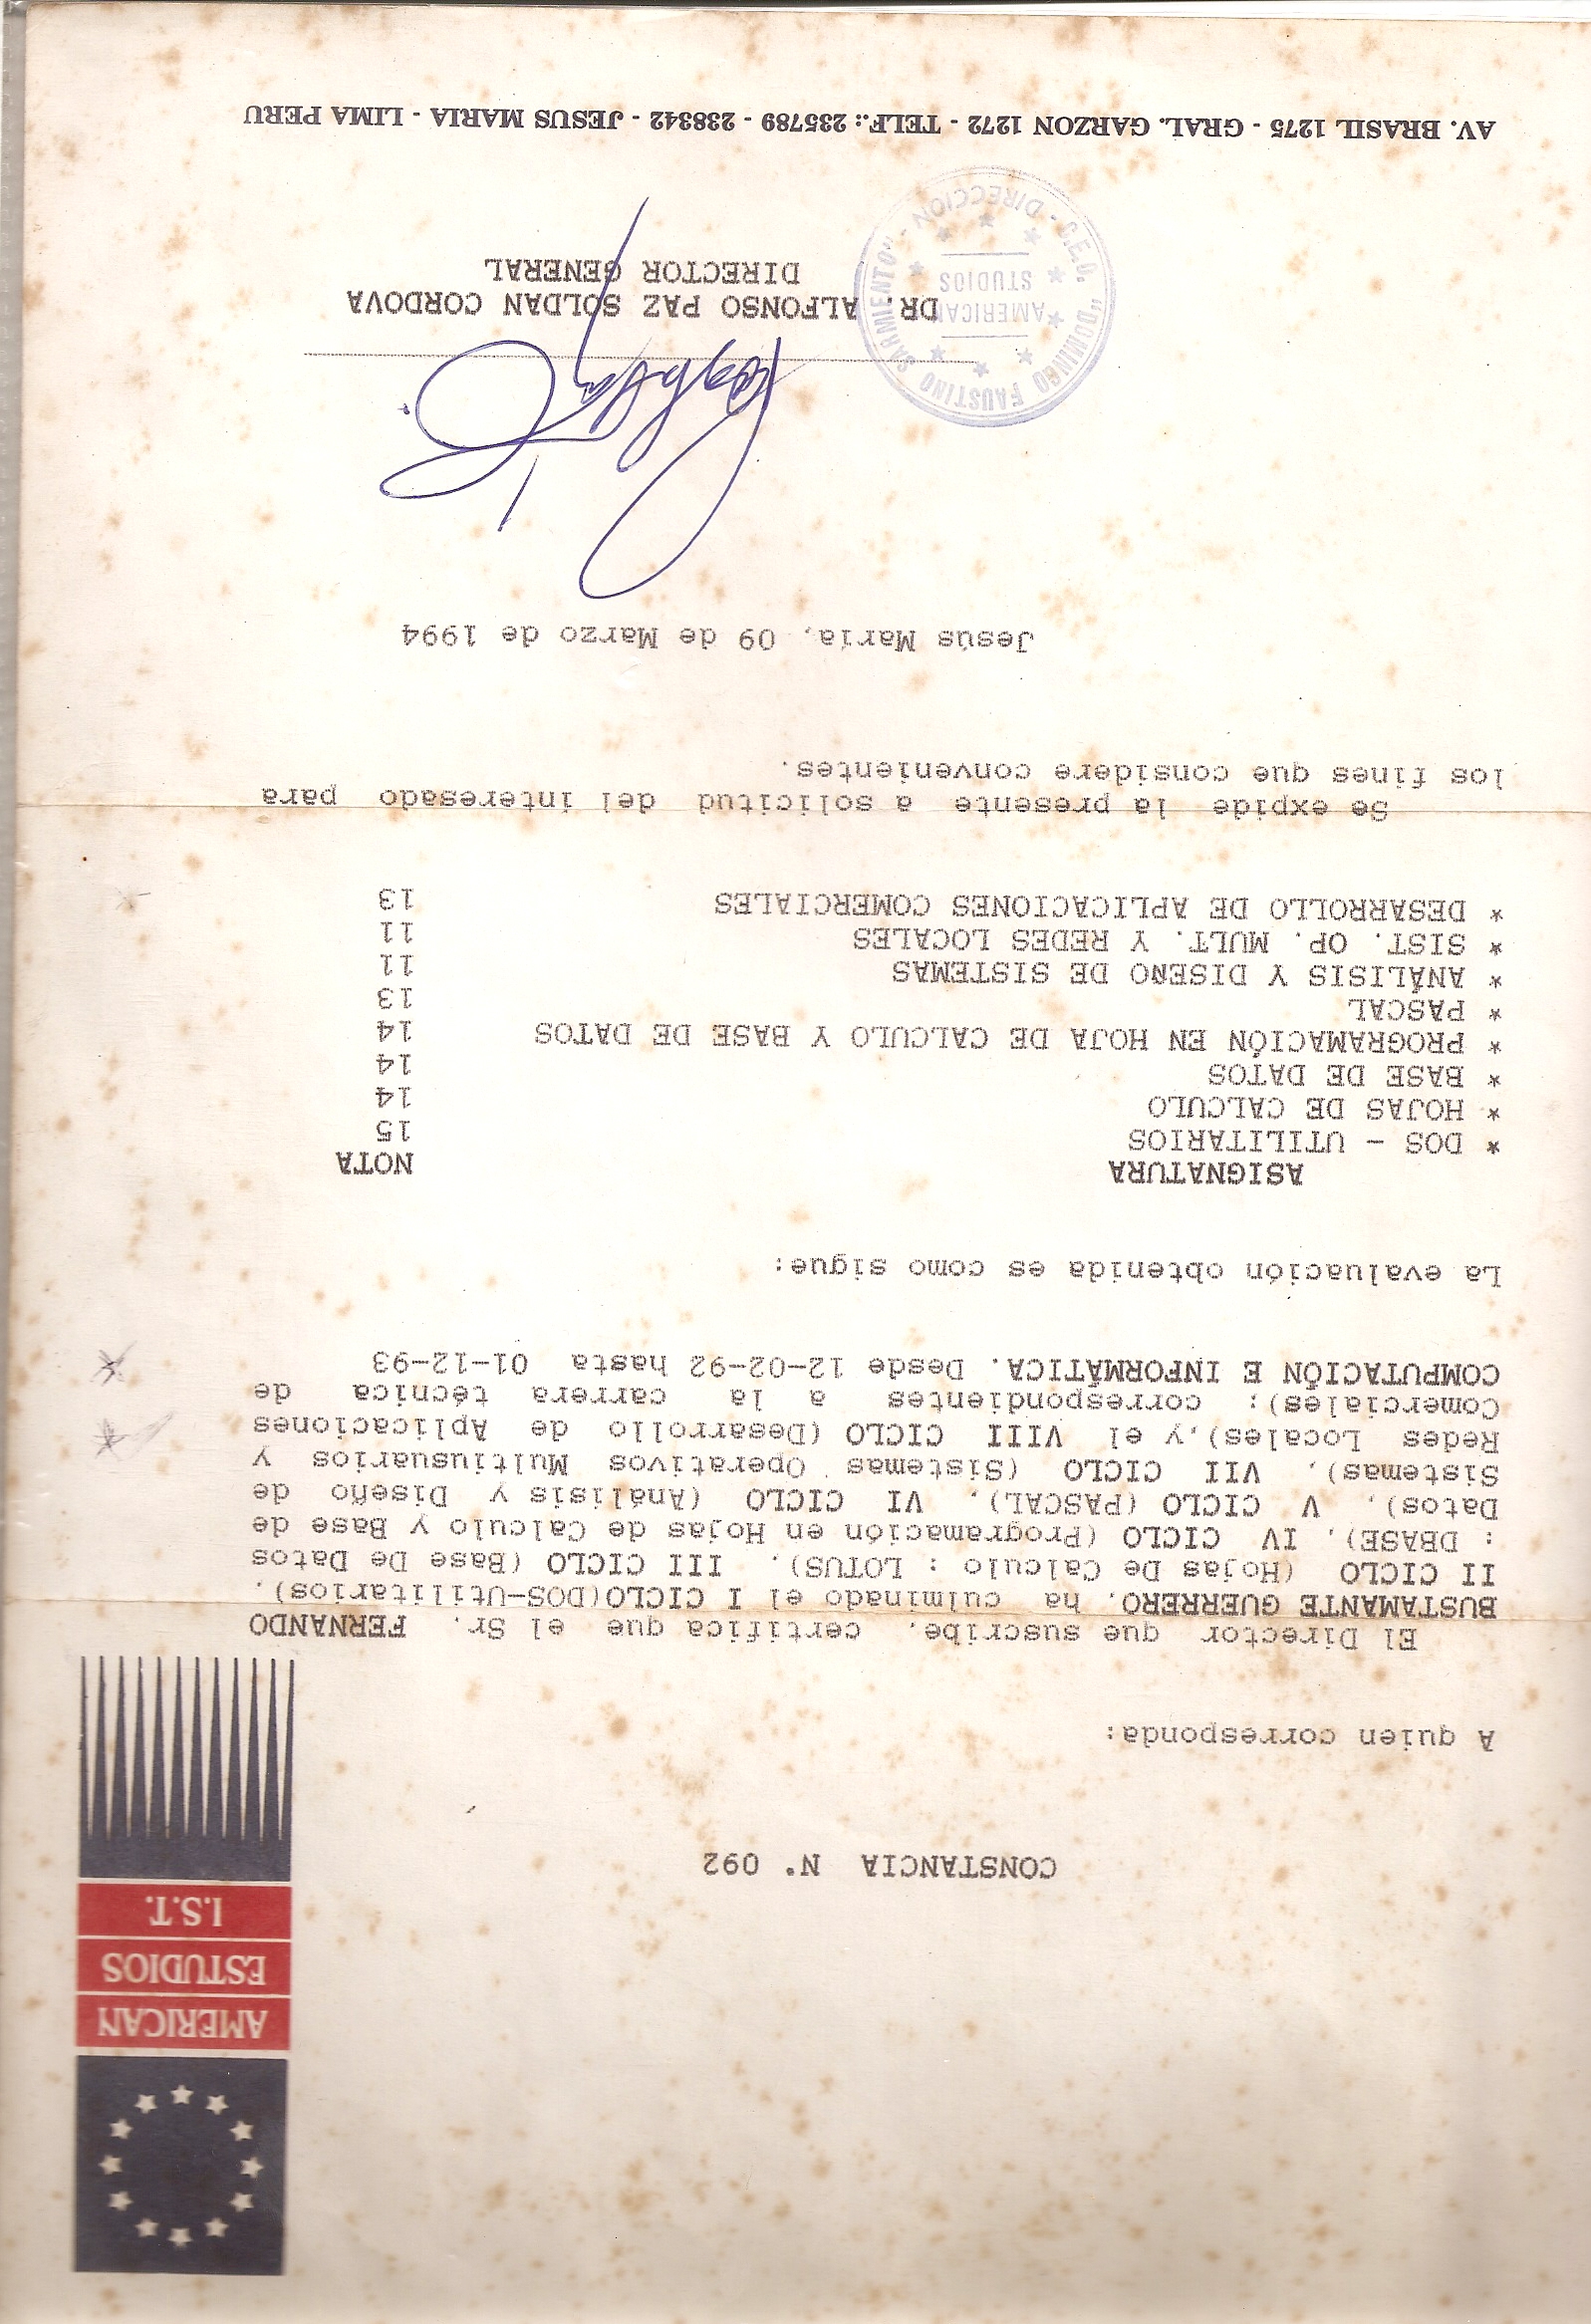 AMERICAN
ESTUDIOS
I.S.T.
CONSTANCIA N° 092
A quien corresponda:
El Director que suscribe, certifica que el Sr. FERNANDO
BUSTAMANTE GUERRERO, ha culminado el I CICLO(DOS-Utilitarios),
II CICLO (Hojas De Calculo : LOTUS), III CICLO (Base De Datos
: DBASE), IV CICLO (Programación en Hojas de Calculo y Base de
Datos), V CICLO (PASCAL), VI CICLO (Análisis y Diseño de
Sistemas), VII CICLO (Sistemas Operativos Multiusuarios y
Redes Locales),y el VIII CICLO (Desarrollo de Aplicaciones
Comerciales); correspondientes a la carrera técnica de
COMPUTACIÓN E INFORMÁTICA. Desde 12-02-92 hasta 01-12-93
La evaluación obtenida es como sigue:
ASIGNATURA NOTA
* DOS - UTILITARIOS 15
* HOJAS DE CALCULO 14
* BASE DE DATOS 14
* PROGRAMACIÓN EN HOJA DE CALCULO Y BASE DE DATOS 14
* PASCAL 13
* ANÁLISIS Y DISENO DE SISTEMAS 11
* SIST. OP. MULT. Y REDES LOCALES 11
* DESARROLLO DE APLICACIONES COMERCIALES 13
Se expide la presente a solicitud del interesado para
los fines que considere convenientes.
Jesús María, 09 de Marzo de 1994
DR. ALFONSO PAZ SOLDAN CORDOVA
DIRECTOR GENERAL
C.E.O. "DOMINGO FAUSTINO SARMIENTO" - DIRECCION -
AMERICAN
STUDIOS
AV. BRASIL 1275 - GRAL. GARZON 1272 - TELF.: 235789 - 238342 - JESUS MARIA - LIMA PERU